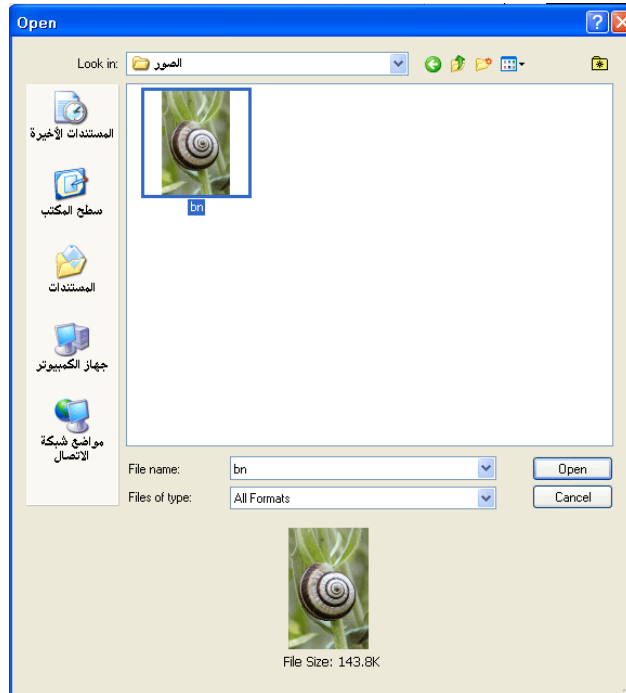 Open
Look in: الصور
المستندات الأخيرة
سطح المكتب
المستندات
جهاز الكمبيوتر
مواضع شبكة
الاتصال
bn
File name: bn Open
Files of type: All Formats Cancel
File Size: 143.8K